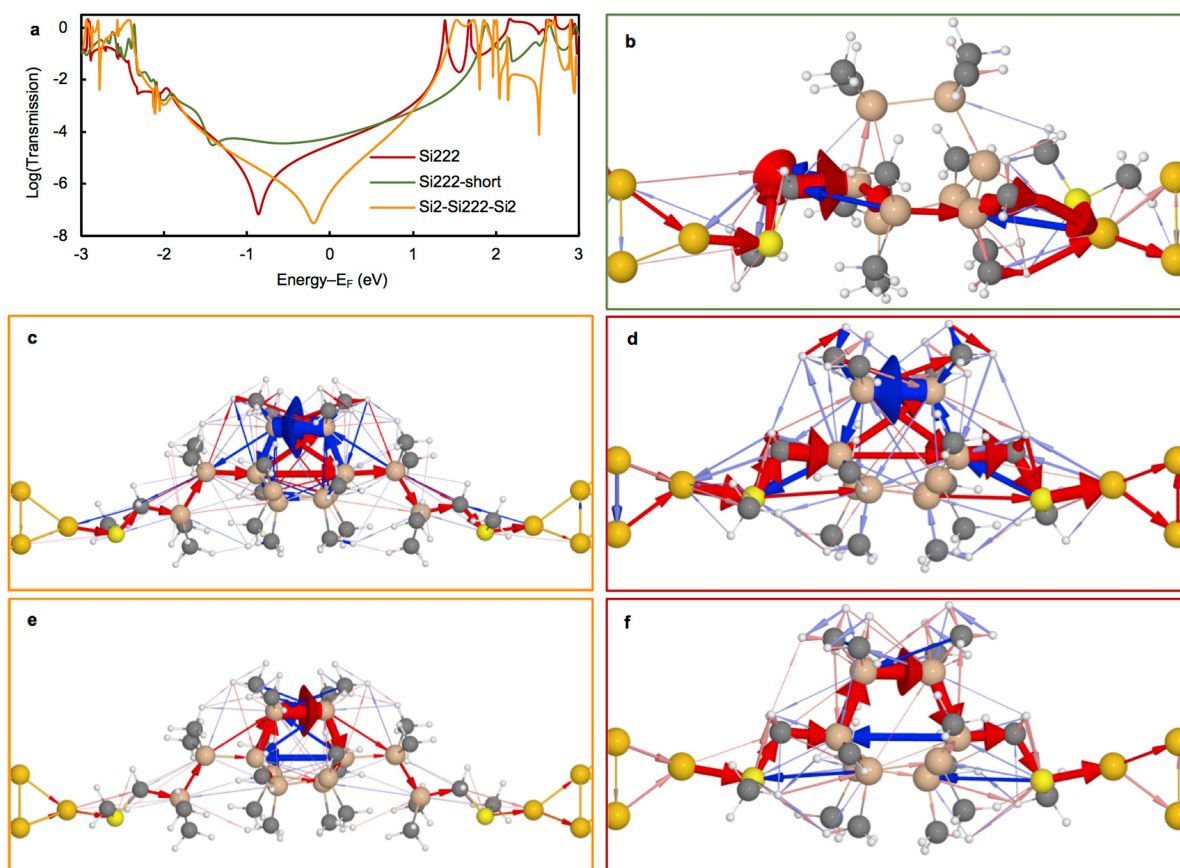 a
0
-2
-4
-6
-8
Log(Transmission)
Si222
Si222-short
Si2-Si222-Si2
-3
-2
-1
0
1
2
3
Energy–E_F (eV)
b
c
d
e
f